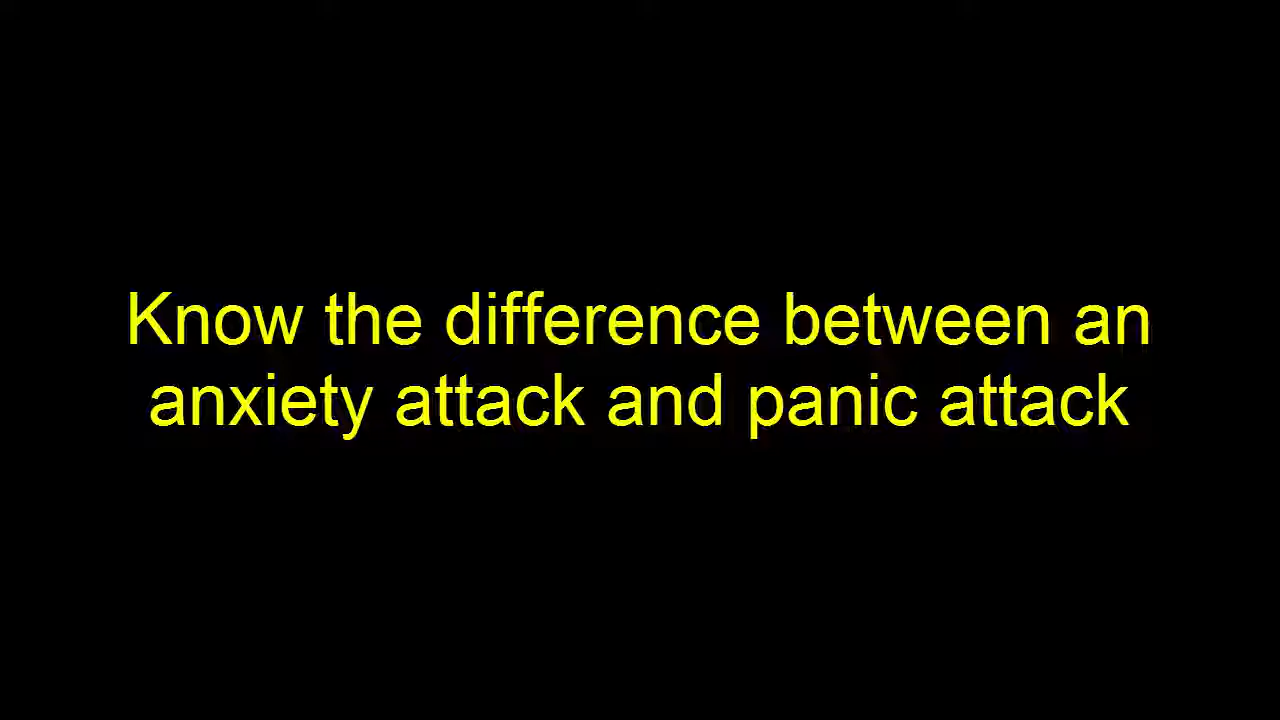 Know the difference between an
anxiety attack and panic attack